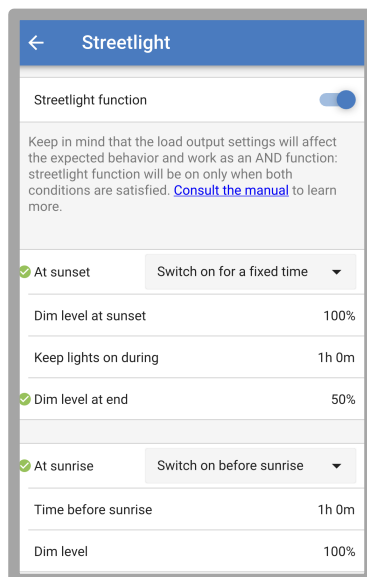 Streetlight
Streetlight function
Keep in mind that the load output settings will affect
the expected behavior and work as an AND function:
streetlight function will be on only when both
conditions are satisfied. Consult the manual to learn
more.
At sunset Switch on for a fixed time
Dim level at sunset 100%
Keep lights on during 1h 0m
Dim level at end 50%
At sunrise Switch on before sunrise
Time before sunrise 1h 0m
Dim level 100%